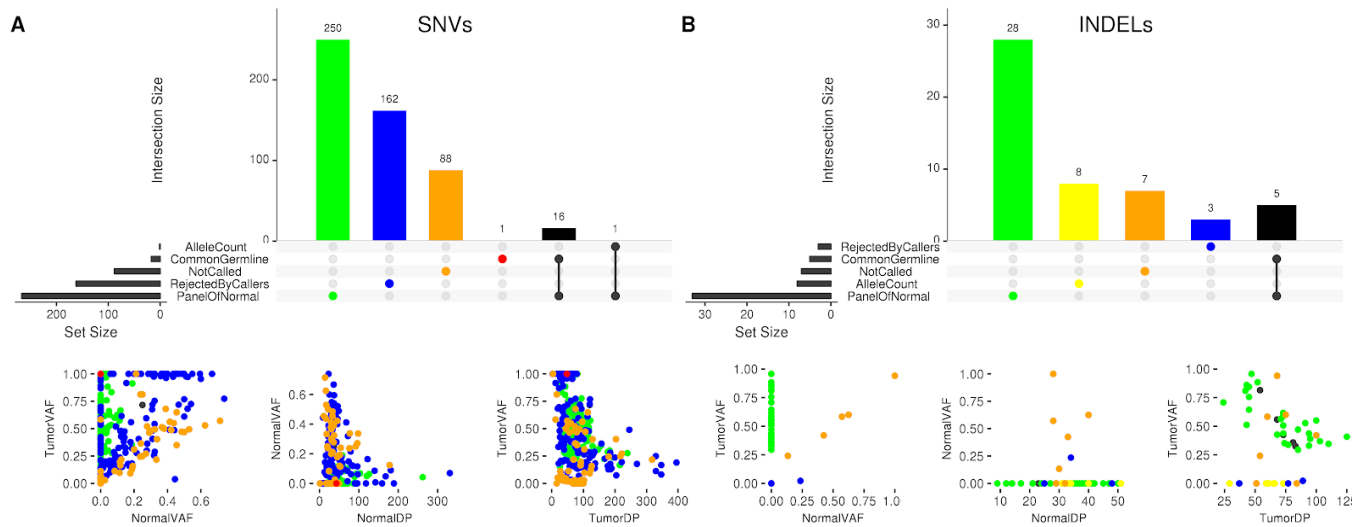 A
SNVs
Intersection Size
250
162
88
1
16
1
200
100
0
AlleleCount
CommonGermline
NotCalled
RejectedByCallers
PanelOfNormal
200
100
0
Set Size
B
INDELs
Intersection Size
28
8
7
3
5
30
20
10
0
RejectedByCallers
CommonGermline
NotCalled
AlleleCount
PanelOfNormal
30
20
10
0
Set Size
TumorVAF
1.00
0.75
0.50
0.25
0.00
0.0
0.2
0.4
0.6
NormalVAF
NormalVAF
0.6
0.4
0.2
0.0
0
100
200
300
NormalDP
TumorVAF
1.00
0.75
0.50
0.25
0.00
0
100
200
300
400
TumorDP
TumorVAF
1.00
0.75
0.50
0.25
0.00
0.00
0.25
0.50
0.75
1.0
NormalVAF
NormalVAF
1.00
0.75
0.50
0.25
0.00
10
20
30
40
50
NormalDP
TumorVAF
1.00
0.75
0.50
0.25
0.00
25
50
75
100
125
TumorDP